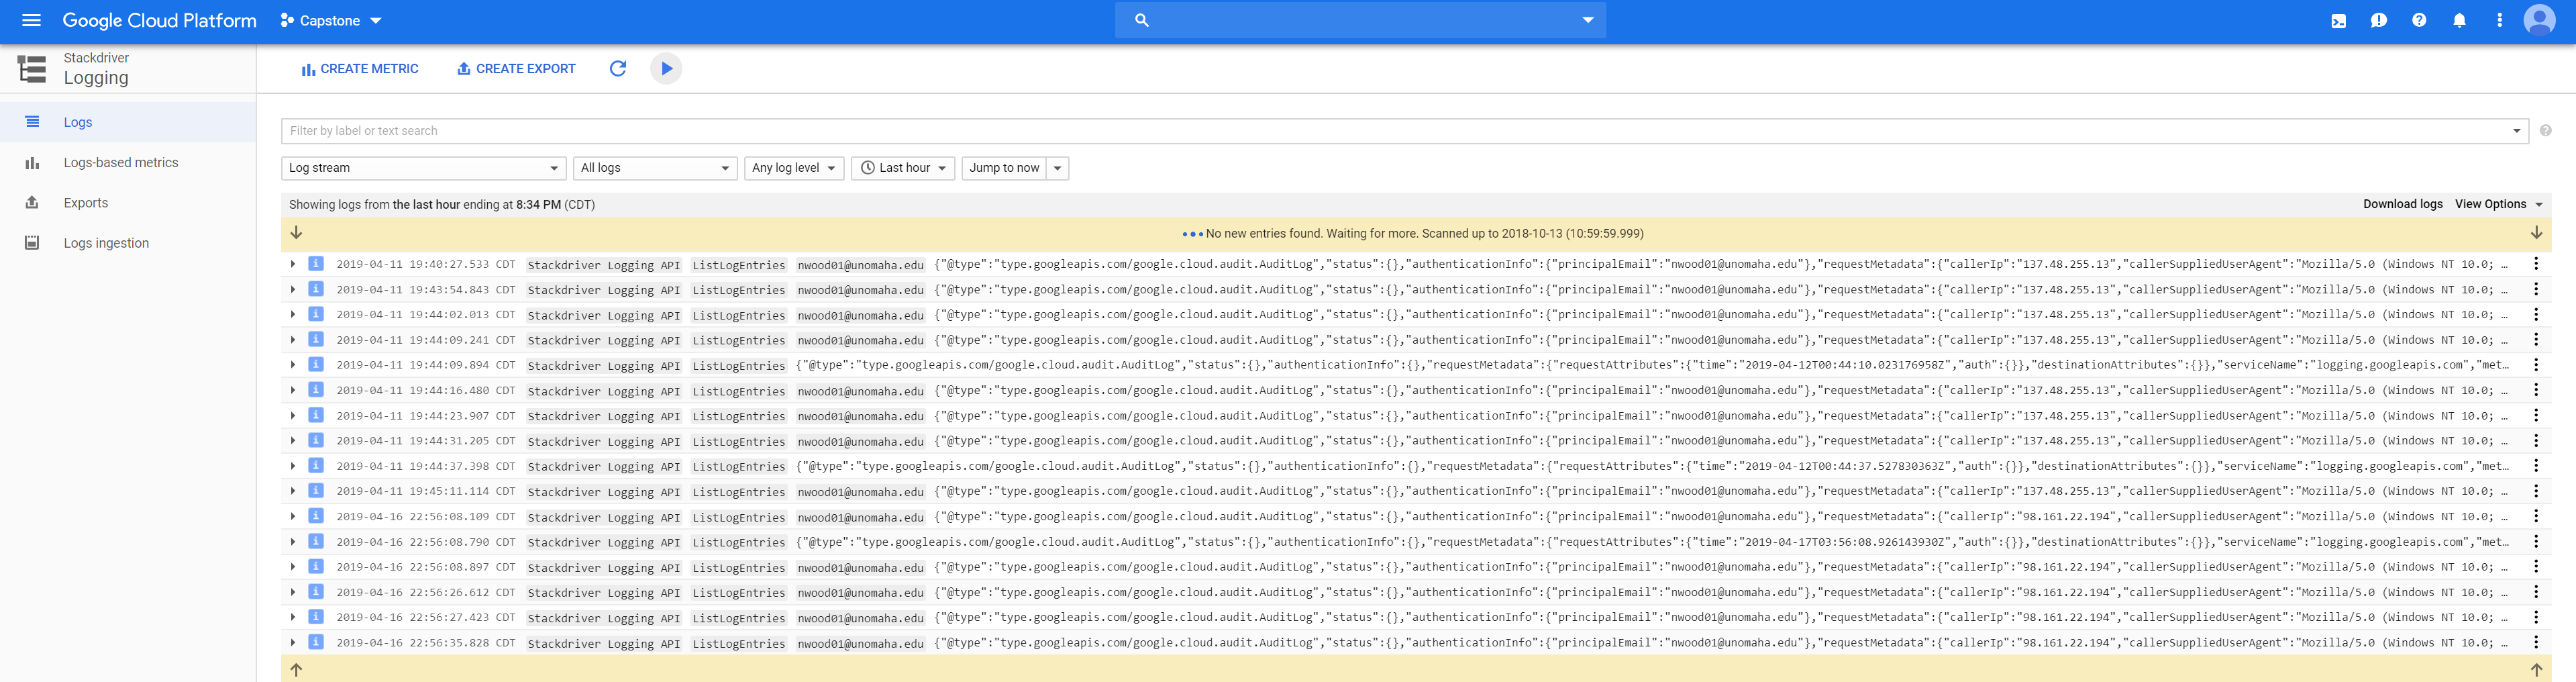 Google Cloud Platform Capstone
Stackdriver
Logging
CREATE METRIC CREATE EXPORT
Logs
Logs-based metrics
Exports
Logs ingestion
Filter by label or text search
Log stream All logs Any log level Last hour Jump to now
Showing logs from the last hour ending at 8:34 PM (CDT) Download logs View Options
No new entries found. Waiting for more. Scanned up to 2018-10-13 (10:59:59.999)
2019-04-11 19:40:27.533 CDT Stackdriver Logging API ListLogEntries nwood01@unomaha.edu {"@type":"type.googleapis.com/google.cloud.audit.AuditLog","status":{},"authenticationInfo":{"principalEmail":"nwood01@unomaha.edu"},"requestMetadata":{"callerIp":"137.48.255.13","callerSuppliedUserAgent":"Mozilla/5.0 (Windows NT 10.0; …
2019-04-11 19:43:54.843 CDT Stackdriver Logging API ListLogEntries nwood01@unomaha.edu {"@type":"type.googleapis.com/google.cloud.audit.AuditLog","status":{},"authenticationInfo":{"principalEmail":"nwood01@unomaha.edu"},"requestMetadata":{"callerIp":"137.48.255.13","callerSuppliedUserAgent":"Mozilla/5.0 (Windows NT 10.0; …
2019-04-11 19:44:02.013 CDT Stackdriver Logging API ListLogEntries nwood01@unomaha.edu {"@type":"type.googleapis.com/google.cloud.audit.AuditLog","status":{},"authenticationInfo":{"principalEmail":"nwood01@unomaha.edu"},"requestMetadata":{"callerIp":"137.48.255.13","callerSuppliedUserAgent":"Mozilla/5.0 (Windows NT 10.0; …
2019-04-11 19:44:09.241 CDT Stackdriver Logging API ListLogEntries nwood01@unomaha.edu {"@type":"type.googleapis.com/google.cloud.audit.AuditLog","status":{},"authenticationInfo":{"principalEmail":"nwood01@unomaha.edu"},"requestMetadata":{"callerIp":"137.48.255.13","callerSuppliedUserAgent":"Mozilla/5.0 (Windows NT 10.0; …
2019-04-11 19:44:09.894 CDT Stackdriver Logging API ListLogEntries {"@type":"type.googleapis.com/google.cloud.audit.AuditLog","status":{},"authenticationInfo":{},"requestMetadata":{"requestAttributes":{"time":"2019-04-12T00:44:10.023176958Z","auth":{}},"destinationAttributes":{}},"serviceName":"logging.googleapis.com","met…
2019-04-11 19:44:16.480 CDT Stackdriver Logging API ListLogEntries nwood01@unomaha.edu {"@type":"type.googleapis.com/google.cloud.audit.AuditLog","status":{},"authenticationInfo":{"principalEmail":"nwood01@unomaha.edu"},"requestMetadata":{"callerIp":"137.48.255.13","callerSuppliedUserAgent":"Mozilla/5.0 (Windows NT 10.0; …
2019-04-11 19:44:23.907 CDT Stackdriver Logging API ListLogEntries nwood01@unomaha.edu {"@type":"type.googleapis.com/google.cloud.audit.AuditLog","status":{},"authenticationInfo":{"principalEmail":"nwood01@unomaha.edu"},"requestMetadata":{"callerIp":"137.48.255.13","callerSuppliedUserAgent":"Mozilla/5.0 (Windows NT 10.0; …
2019-04-11 19:44:31.205 CDT Stackdriver Logging API ListLogEntries nwood01@unomaha.edu {"@type":"type.googleapis.com/google.cloud.audit.AuditLog","status":{},"authenticationInfo":{"principalEmail":"nwood01@unomaha.edu"},"requestMetadata":{"callerIp":"137.48.255.13","callerSuppliedUserAgent":"Mozilla/5.0 (Windows NT 10.0; …
2019-04-11 19:44:37.398 CDT Stackdriver Logging API ListLogEntries {"@type":"type.googleapis.com/google.cloud.audit.AuditLog","status":{},"authenticationInfo":{},"requestMetadata":{"requestAttributes":{"time":"2019-04-12T00:44:37.527830363Z","auth":{}},"destinationAttributes":{}},"serviceName":"logging.googleapis.com","met…
2019-04-11 19:45:11.114 CDT Stackdriver Logging API ListLogEntries nwood01@unomaha.edu {"@type":"type.googleapis.com/google.cloud.audit.AuditLog","status":{},"authenticationInfo":{"principalEmail":"nwood01@unomaha.edu"},"requestMetadata":{"callerIp":"137.48.255.13","callerSuppliedUserAgent":"Mozilla/5.0 (Windows NT 10.0; …
2019-04-16 22:56:08.109 CDT Stackdriver Logging API ListLogEntries nwood01@unomaha.edu {"@type":"type.googleapis.com/google.cloud.audit.AuditLog","status":{},"authenticationInfo":{"principalEmail":"nwood01@unomaha.edu"},"requestMetadata":{"callerIp":"98.161.22.194","callerSuppliedUserAgent":"Mozilla/5.0 (Windows NT 10.0; …
2019-04-16 22:56:08.790 CDT Stackdriver Logging API ListLogEntries {"@type":"type.googleapis.com/google.cloud.audit.AuditLog","status":{},"authenticationInfo":{},"requestMetadata":{"requestAttributes":{"time":"2019-04-17T03:56:08.926143930Z","auth":{}},"destinationAttributes":{}},"serviceName":"logging.googleapis.com","met…
2019-04-16 22:56:08.897 CDT Stackdriver Logging API ListLogEntries nwood01@unomaha.edu {"@type":"type.googleapis.com/google.cloud.audit.AuditLog","status":{},"authenticationInfo":{"principalEmail":"nwood01@unomaha.edu"},"requestMetadata":{"callerIp":"98.161.22.194","callerSuppliedUserAgent":"Mozilla/5.0 (Windows NT 10.0; …
2019-04-16 22:56:26.612 CDT Stackdriver Logging API ListLogEntries nwood01@unomaha.edu {"@type":"type.googleapis.com/google.cloud.audit.AuditLog","status":{},"authenticationInfo":{"principalEmail":"nwood01@unomaha.edu"},"requestMetadata":{"callerIp":"98.161.22.194","callerSuppliedUserAgent":"Mozilla/5.0 (Windows NT 10.0; …
2019-04-16 22:56:27.423 CDT Stackdriver Logging API ListLogEntries nwood01@unomaha.edu {"@type":"type.googleapis.com/google.cloud.audit.AuditLog","status":{},"authenticationInfo":{"principalEmail":"nwood01@unomaha.edu"},"requestMetadata":{"callerIp":"98.161.22.194","callerSuppliedUserAgent":"Mozilla/5.0 (Windows NT 10.0; …
2019-04-16 22:56:35.828 CDT Stackdriver Logging API ListLogEntries nwood01@unomaha.edu {"@type":"type.googleapis.com/google.cloud.audit.AuditLog","status":{},"authenticationInfo":{"principalEmail":"nwood01@unomaha.edu"},"requestMetadata":{"callerIp":"98.161.22.194","callerSuppliedUserAgent":"Mozilla/5.0 (Windows NT 10.0; …